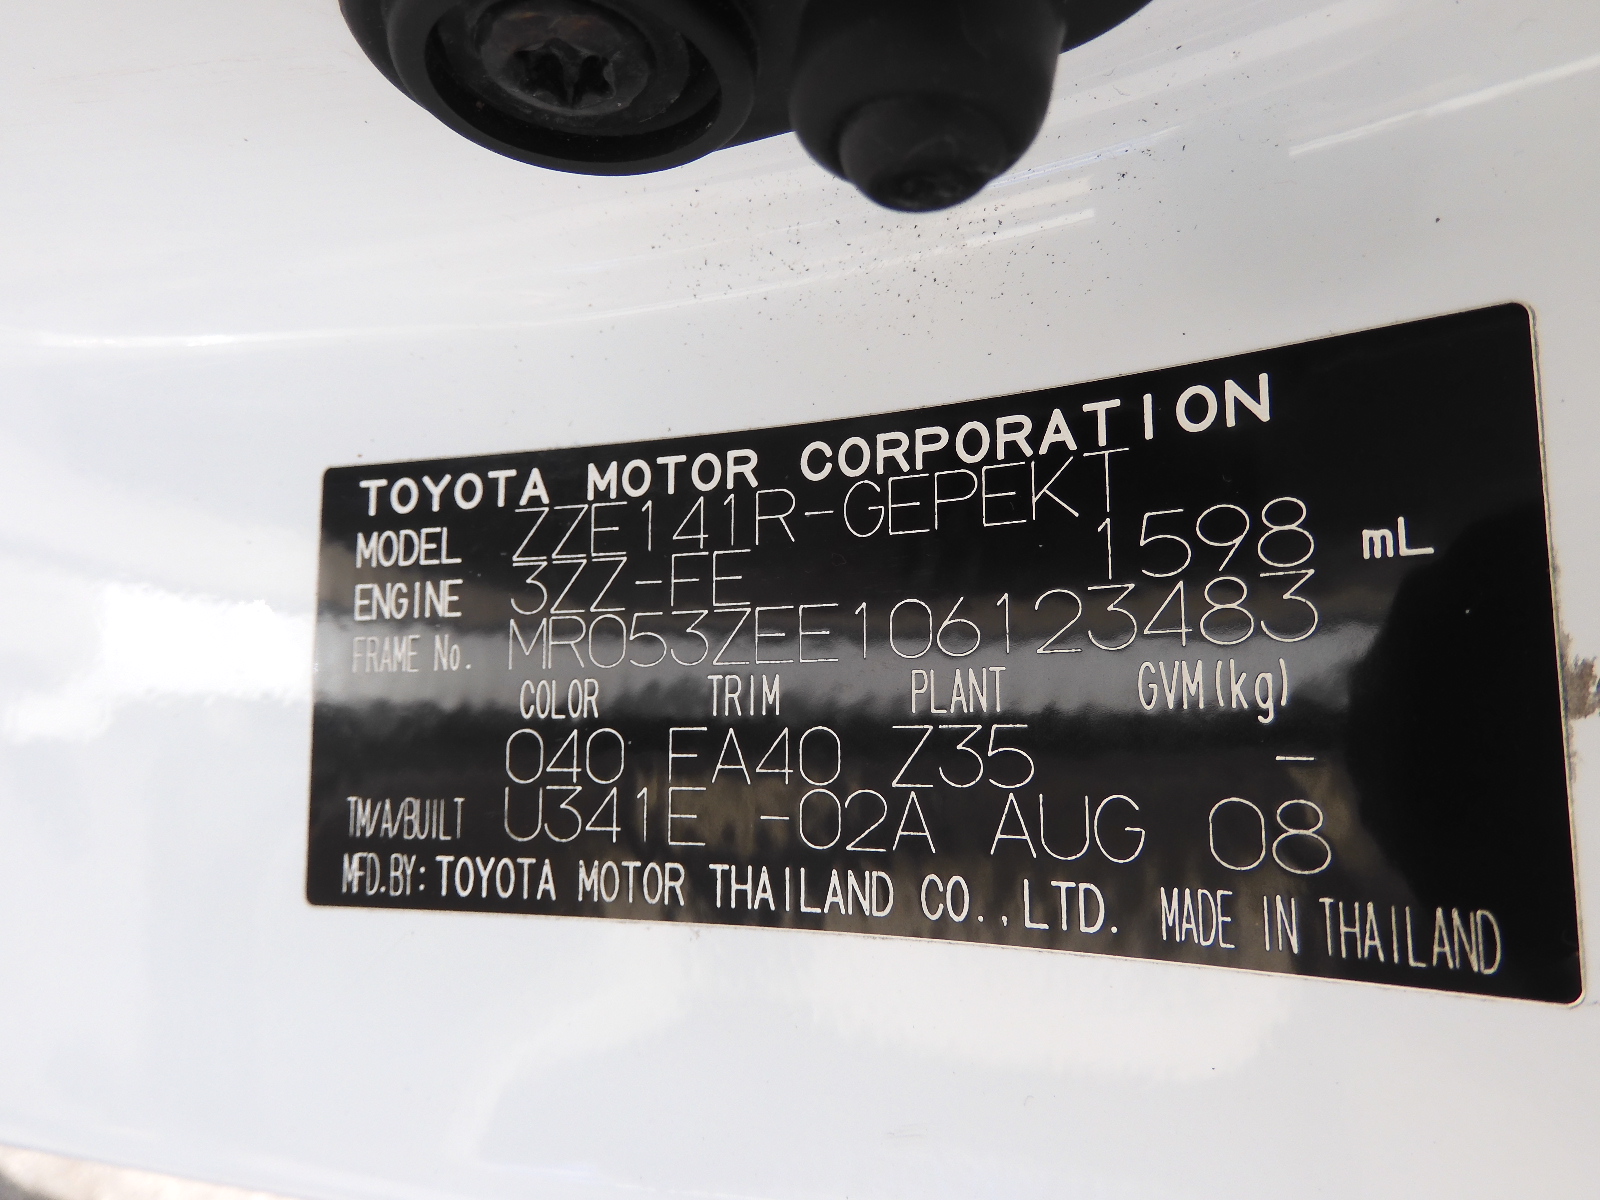 TOYOTA MOTOR CORPORATION
MODEL ZZE141R-GEPEKT
ENGINE 3ZZ-FE 1598 mL
FRAME No. MR053ZEE106123483
COLOR TRIM PLANT GVM(kg)
040 EA40 Z35 -
TM/A/BUILT U341E -02A AUG 08
MFD.BY: TOYOTA MOTOR THAILAND CO.,LTD. MADE IN THAILAND